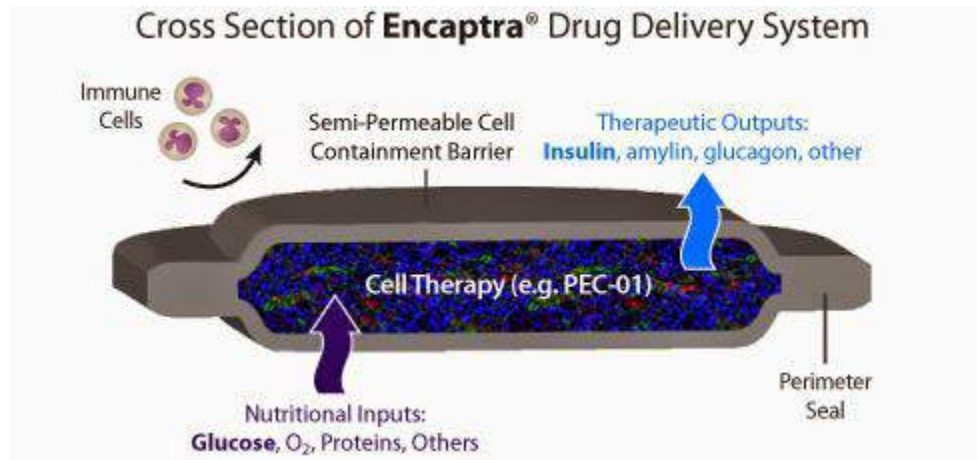 Cross Section of Encaptra® Drug Delivery System
Immune
Cells
Semi-Permeable Cell
Containment Barrier
Therapeutic Outputs:
Insulin, amylin, glucagon, other
Cell Therapy (e.g. PEC-01)
Perimeter
Seal
Nutritional Inputs:
Glucose, O₂, Proteins, Others